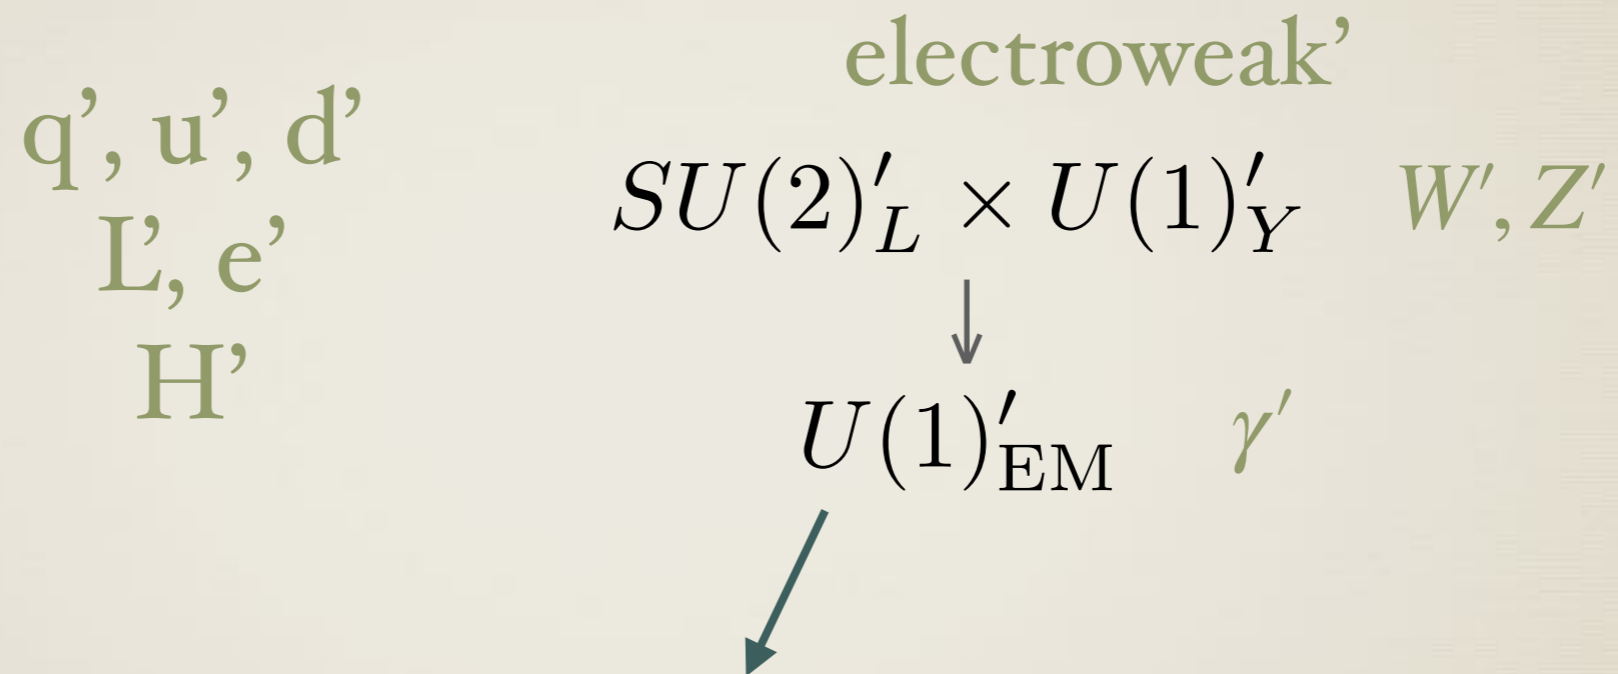 electroweak’
q’, u’, d’
SU(2)′_L × U(1)′_Y W′, Z′
L’, e’
H’
U(1)′_EM γ′